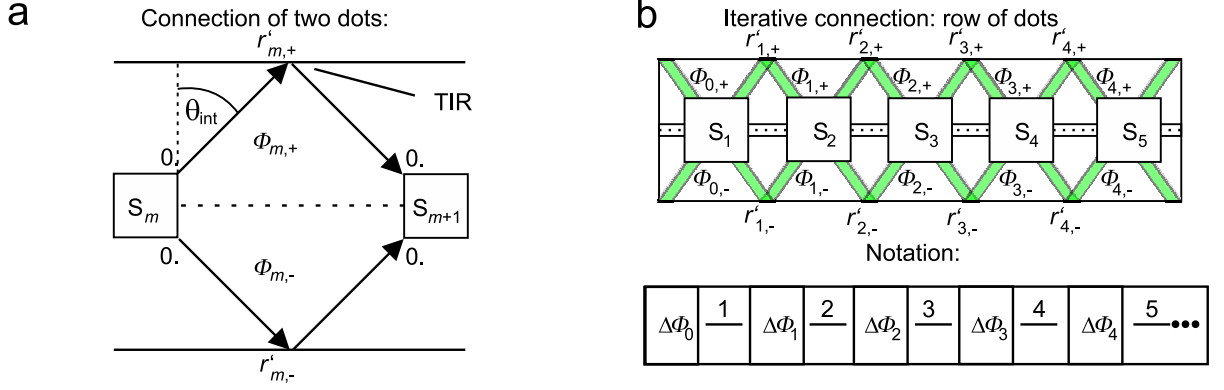 a
Connection of two dots:
r‘m,+
TIR
θint
Φm,+
0. 0.
Sm Sm+1
0. 0.
Φm,-
r‘m,-
b
Iterative connection: row of dots
r‘1,+ r‘2,+ r‘3,+ r‘4,+
Φ0,+ Φ1,+ Φ2,+ Φ3,+ Φ4,+
S1 S2 S3 S4 S5
Φ0,- Φ1,- Φ2,- Φ3,- Φ4,-
r‘1,- r‘2,- r‘3,- r‘4,-
Notation:
ΔΦ0 1 ΔΦ1 2 ΔΦ2 3 ΔΦ3 4 ΔΦ4 5 •••